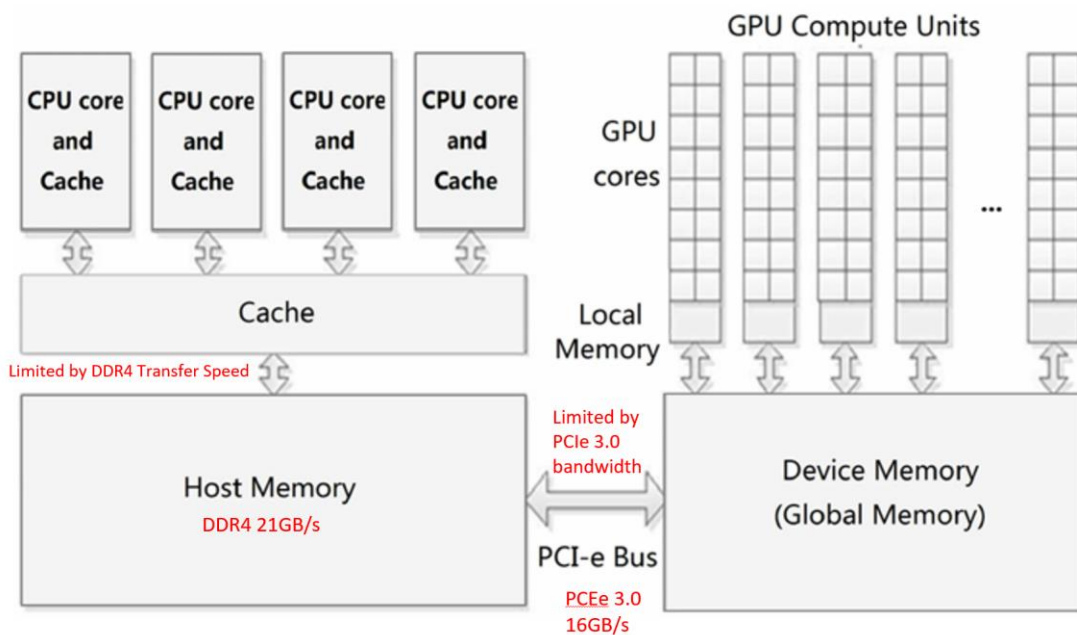 GPU Compute Units
CPU core
and
Cache
CPU core
and
Cache
CPU core
and
Cache
CPU core
and
Cache
GPU
cores
...
Cache
Local
Memory
Limited by DDR4 Transfer Speed
Host Memory
DDR4 21GB/s
Limited by
PCIe 3.0
bandwidth
PCI-e Bus
PCEe 3.0
16GB/s
Device Memory
(Global Memory)